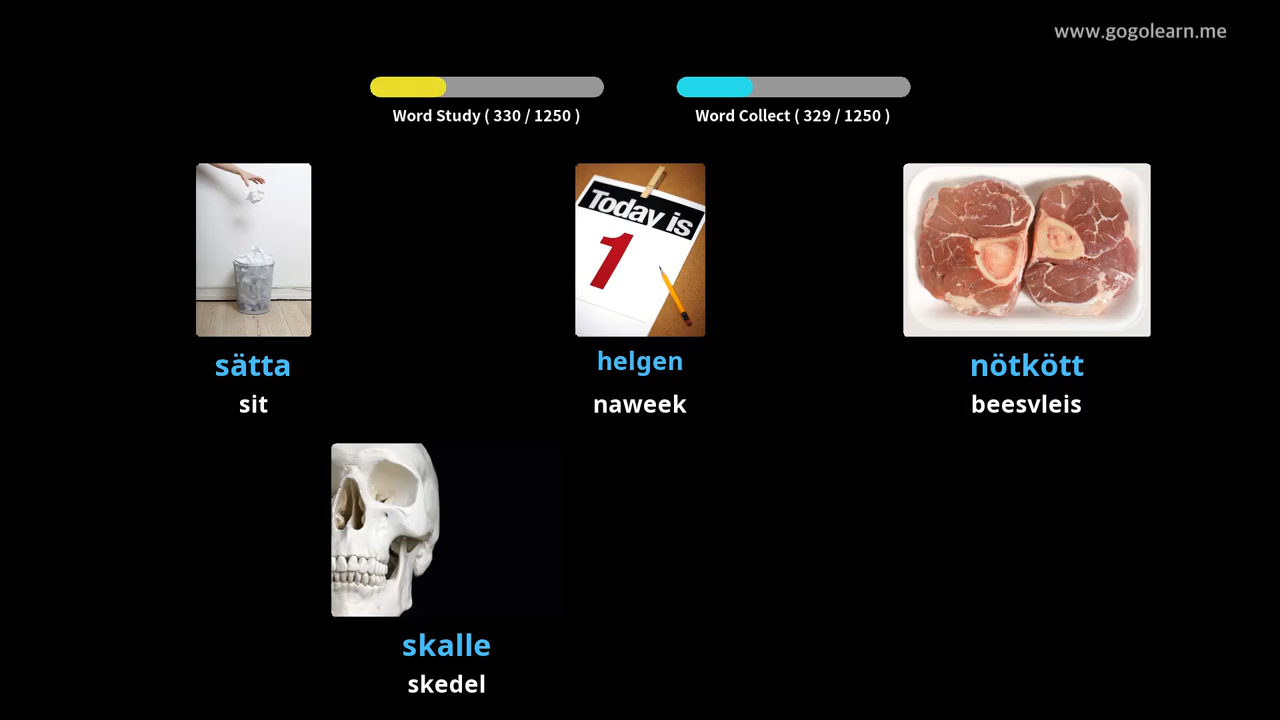 www.gogolearn.me
Word Study ( 330 / 1250 )
Word Collect ( 329 / 1250 )
Today is
1
sätta
sit
helgen
naweek
nötkött
beesvleis
skalle
skedel